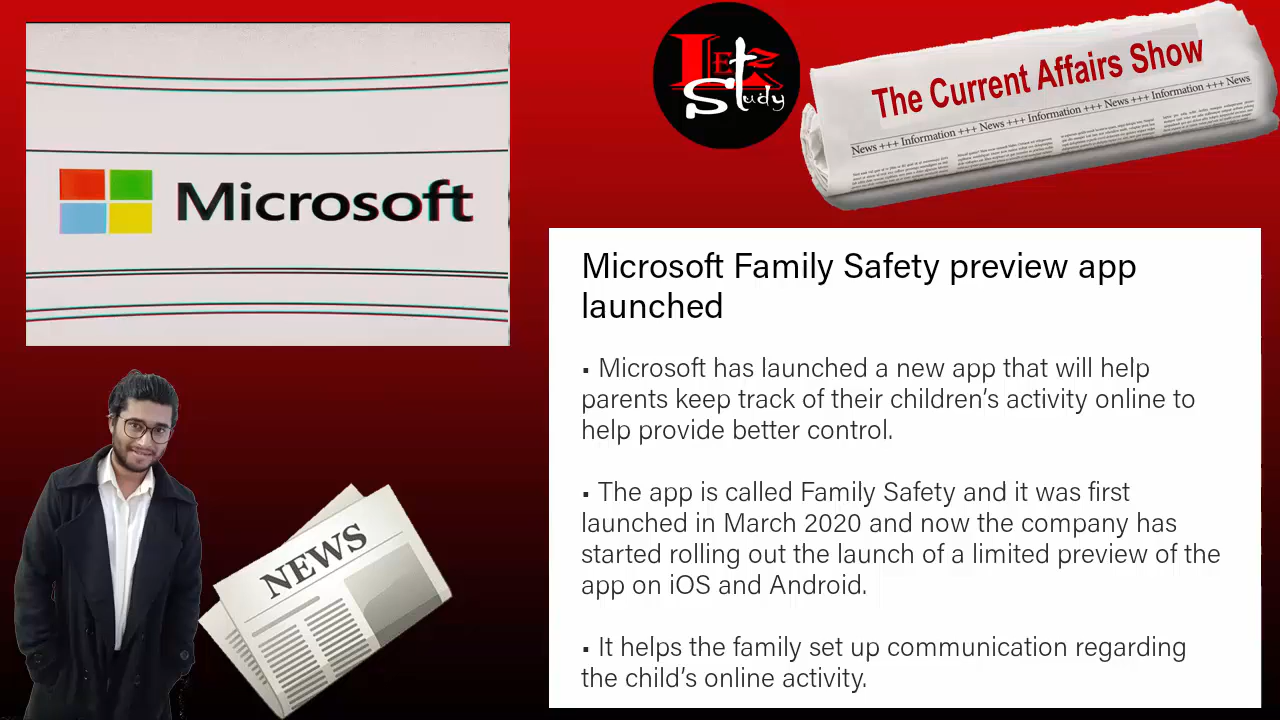 Microsoft
Let'z
Study
The Current Affairs Show
News +++ Information +++ News +++ Information +++ News +++ Information +++ News
Microsoft Family Safety preview app
launched
▪ Microsoft has launched a new app that will help
parents keep track of their children’s activity online to
help provide better control.
▪ The app is called Family Safety and it was first
launched in March 2020 and now the company has
started rolling out the launch of a limited preview of the
app on iOS and Android.
▪ It helps the family set up communication regarding
the child’s online activity.
NEWS